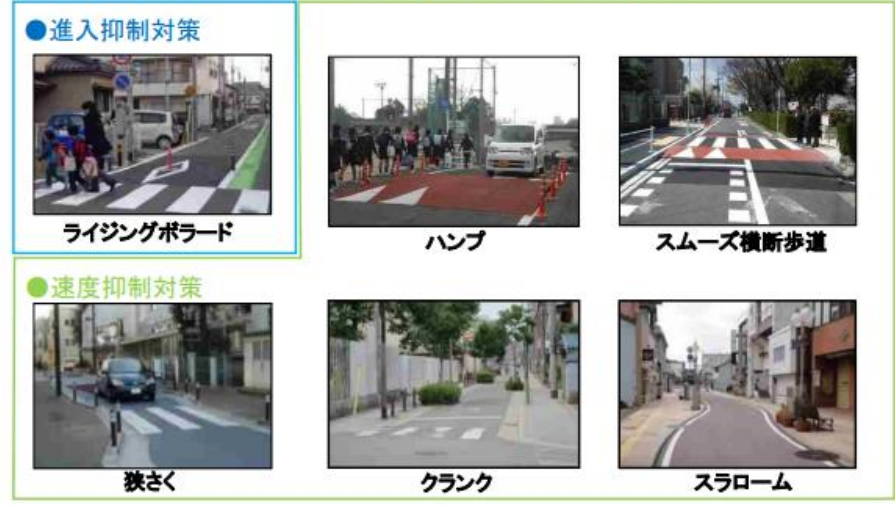 ●進入抑制対策
ライジングボラード
ハンプ
スムーズ横断歩道
●速度抑制対策
狭さく
クランク
スラローム